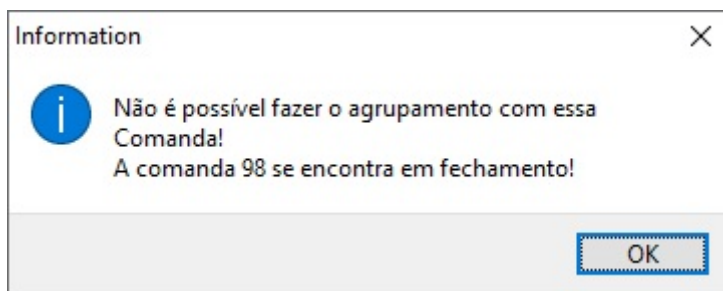 Information
Não é possível fazer o agrupamento com essa
Comanda!
A comanda 98 se encontra em fechamento!
OK